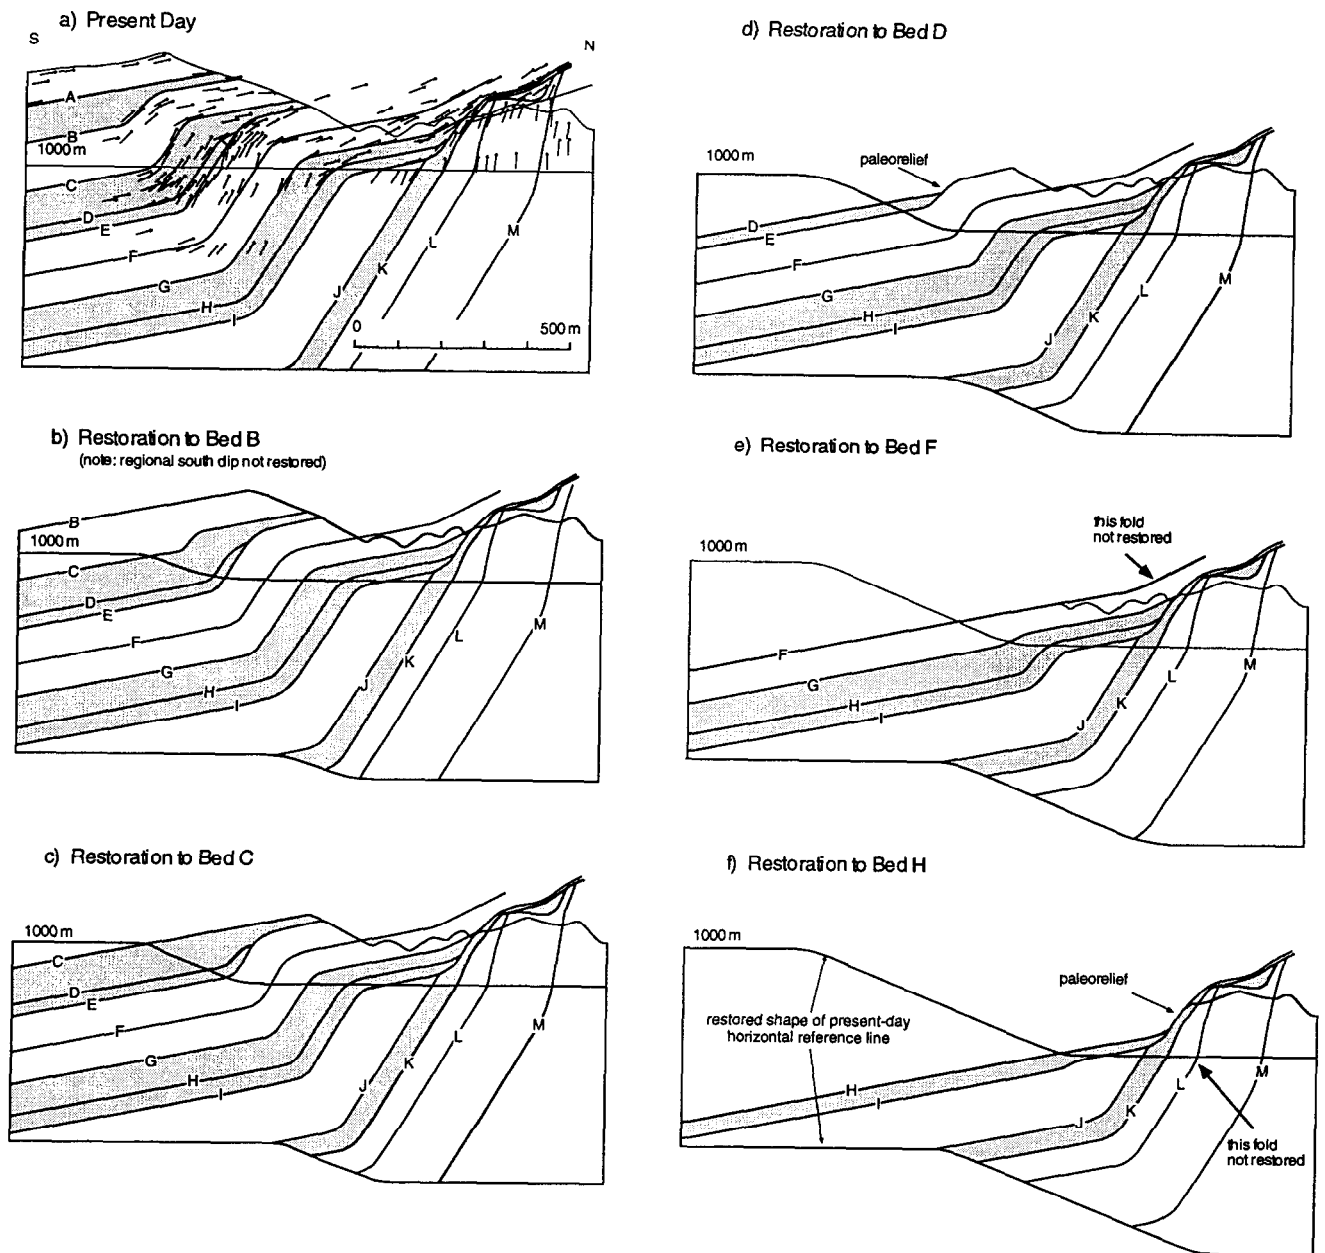 a) Present Day
S
N
A
B
1000 m
C
D
E
F
G
H
I
J
K
L
M
0
500 m
b) Restoration to Bed B
(note: regional south dip not restored)
B
1000 m
C
D
E
F
G
H
I
J
K
L
M
c) Restoration to Bed C
1000 m
C
D
E
F
G
H
I
J
K
L
M
d) Restoration to Bed D
1000 m
paleorelief
D
E
F
G
H
I
J
K
L
M
e) Restoration to Bed F
this fold
not restored
1000 m
F
G
H
I
J
K
L
M
f) Restoration to Bed H
1000 m
paleorelief
restored shape of present-day
horizontal reference line
H
I
J
K
L
M
this fold
not restored